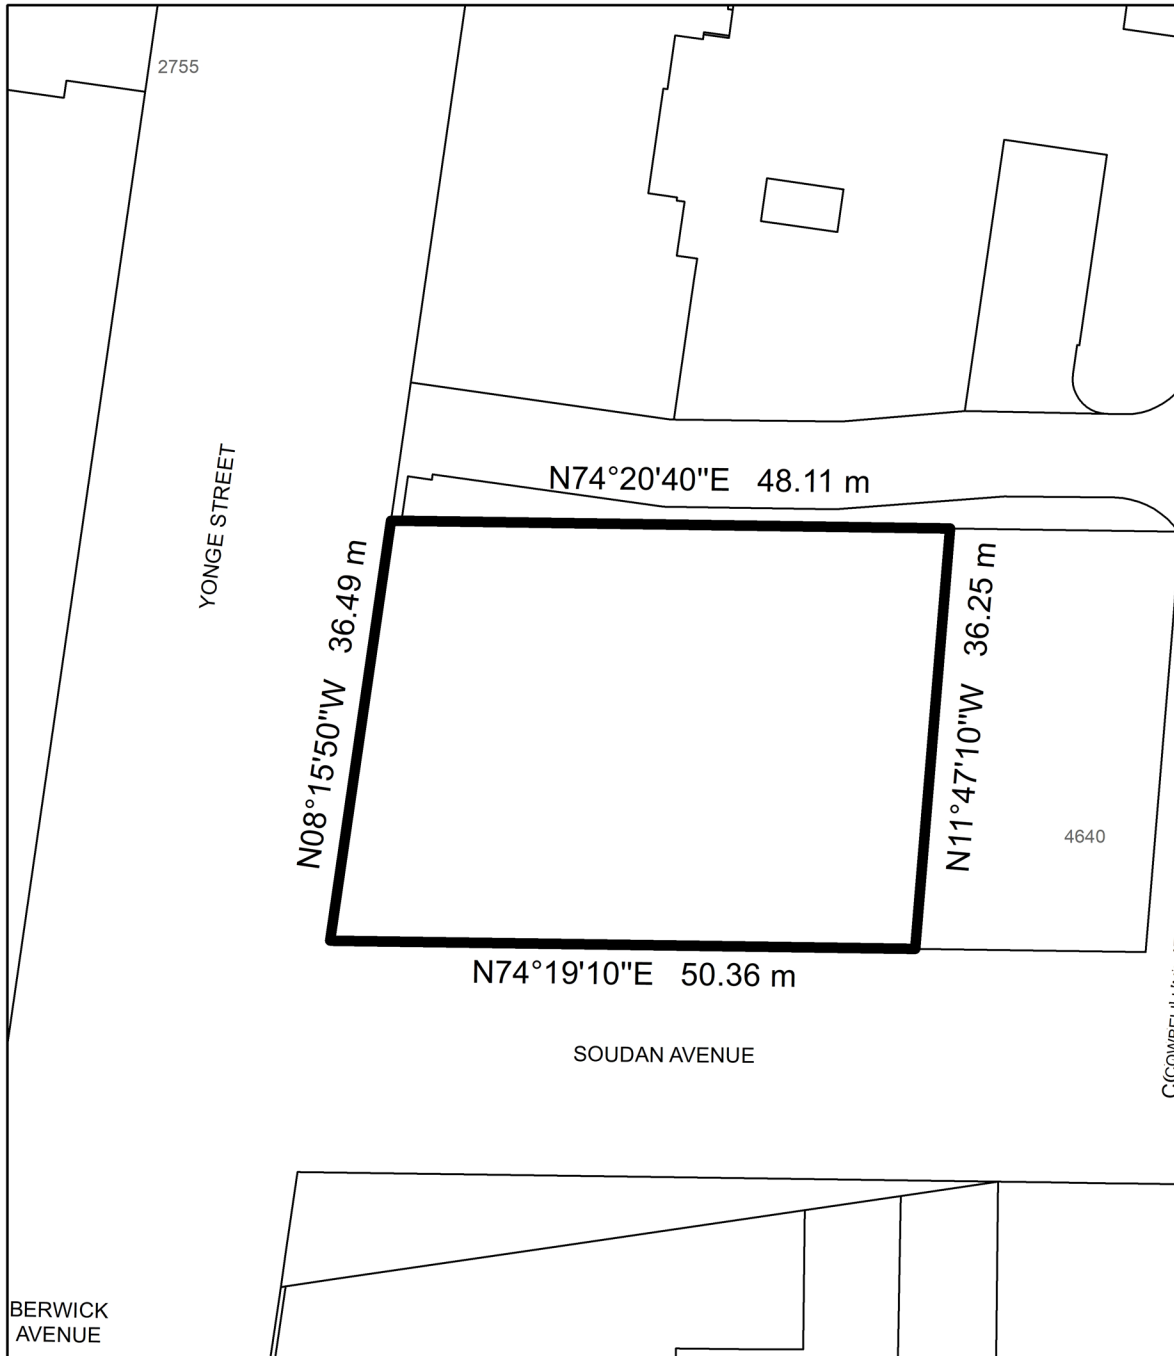 2755
YONGE STREET
N74°20'40"E 48.11 m
N08°15'50"W 36.49 m
N11°47'10"W 36.25 m
4640
N74°19'10"E 50.36 m
SOUDAN AVENUE
BERWICK
AVENUE